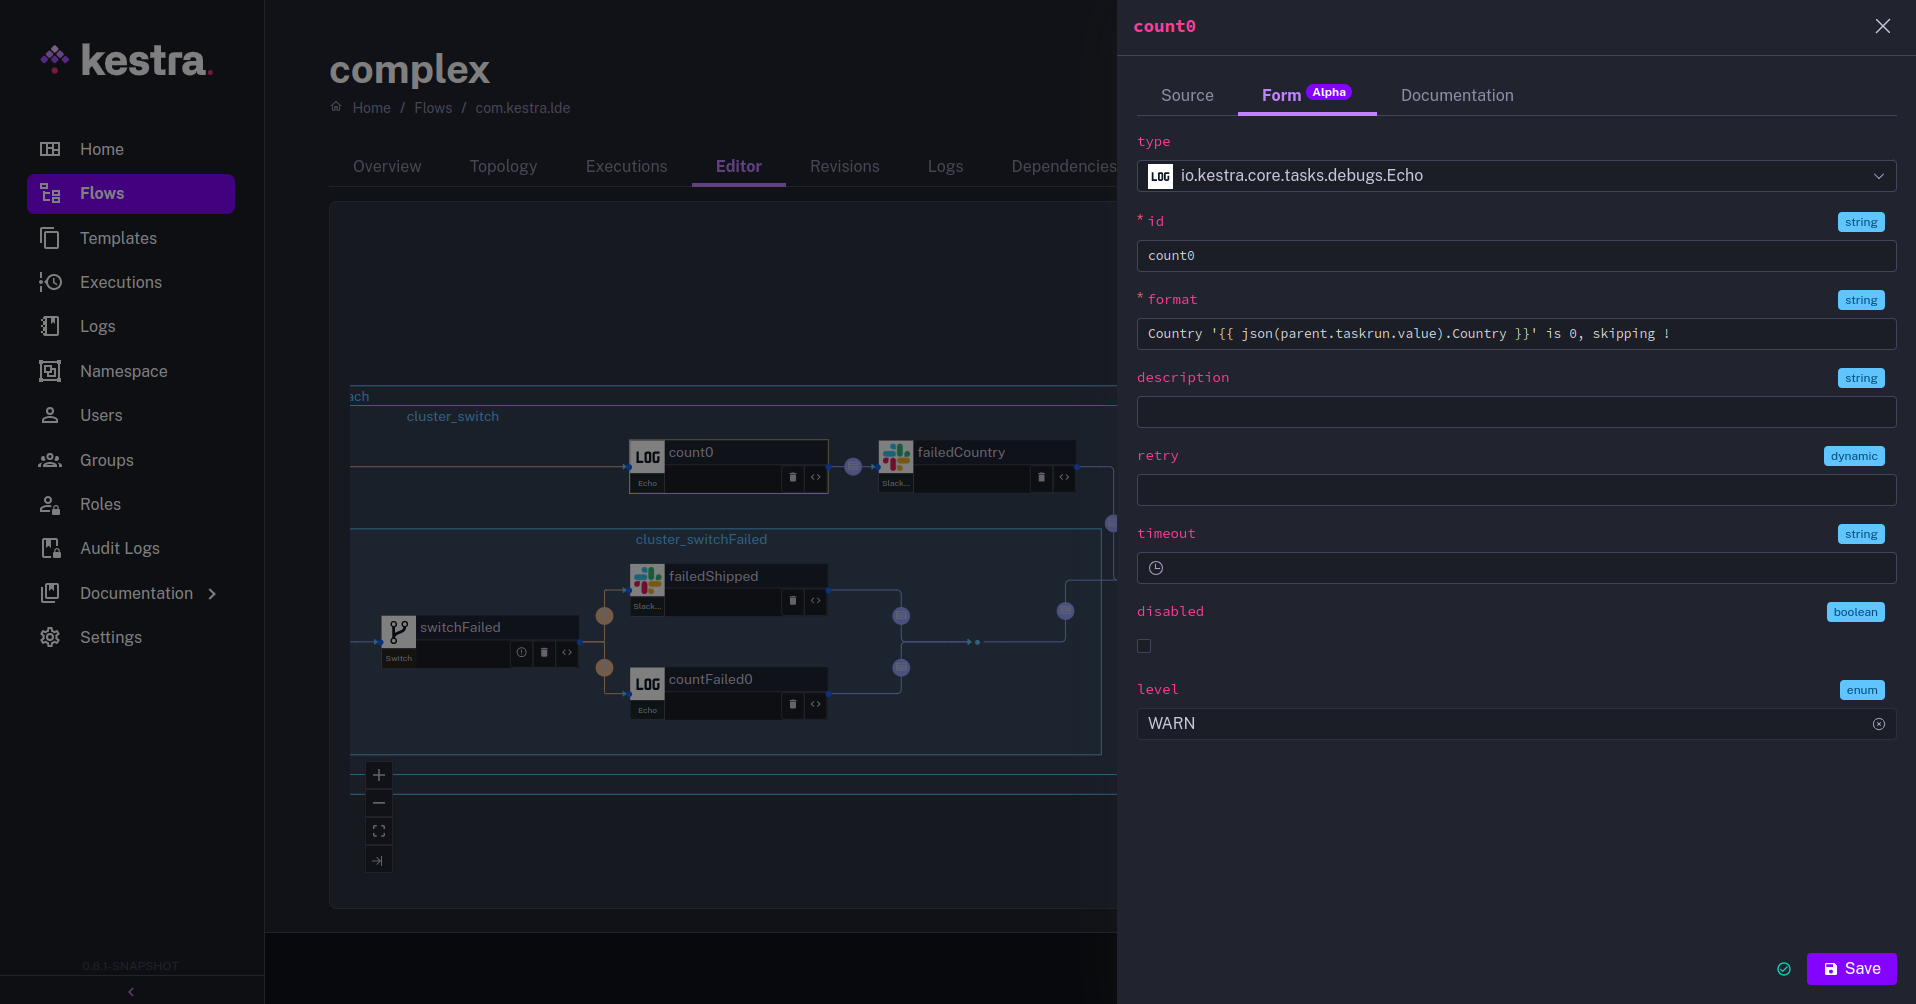 kestra.
Home
Flows
Templates
Executions
Logs
Namespace
Users
Groups
Roles
Audit Logs
Documentation
Settings
0.8.1-SNAPSHOT
complex
Home / Flows / com.kestra.lde
Overview Topology Executions Editor Revisions Logs Dependencies
ach
cluster_switch
LOG count0
Echo
failedCountry
Slack...
cluster_switchFailed
failedShipped
Slack...
switchFailed
Switch
LOG countFailed0
Echo
count0
Source Form Alpha Documentation
type
LOG io.kestra.core.tasks.debugs.Echo
* id string
count0
* format string
Country '{{ json(parent.taskrun.value).Country }}' is 0, skipping !
description string
retry dynamic
timeout string
disabled boolean
level enum
WARN
Save